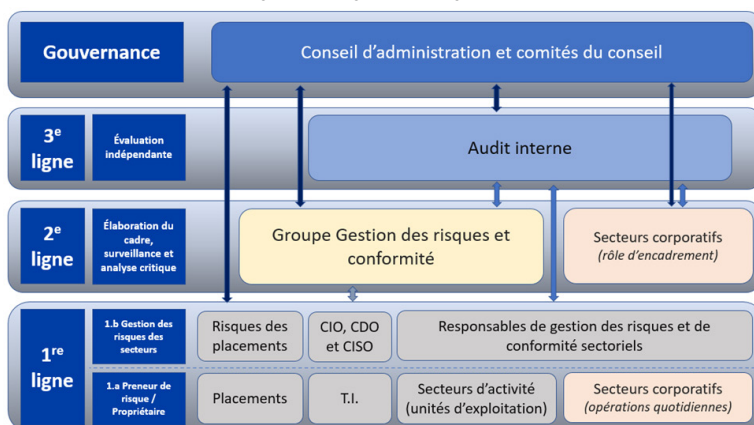 Gouvernance
Conseil d'administration et comités du conseil
3e
ligne
Évaluation
indépendante
Audit interne
2e
ligne
Élaboration du
cadre,
surveillance et
analyse critique
Groupe Gestion des risques et
conformité
Secteurs corporatifs
(rôle d'encadrement)
1re
ligne
1.b Gestion des
risques des
secteurs
Risques des
placements
CIO, CDO
et CISO
Responsables de gestion des risques et de
conformité sectoriels
1.a Preneur de
risque /
Propriétaire
Placements
T.I.
Secteurs d'activité
(unités d'exploitation)
Secteurs corporatifs
(opérations quotidiennes)